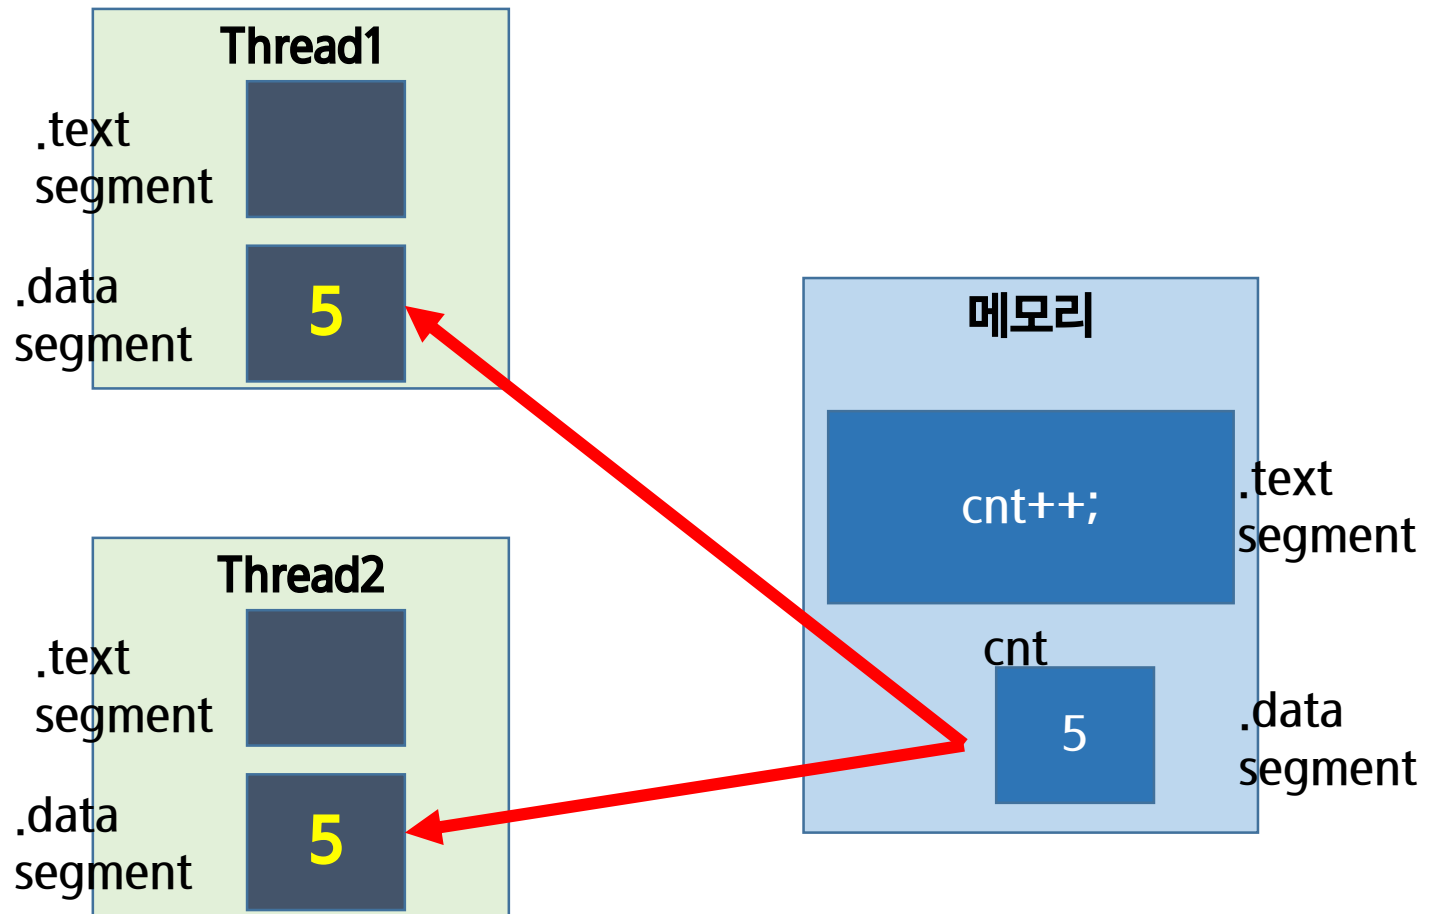 Thread1
.text
segment
.data
segment
5
메모리
cnt++;
.text
segment
cnt
5
.data
segment
Thread2
.text
segment
.data
segment
5